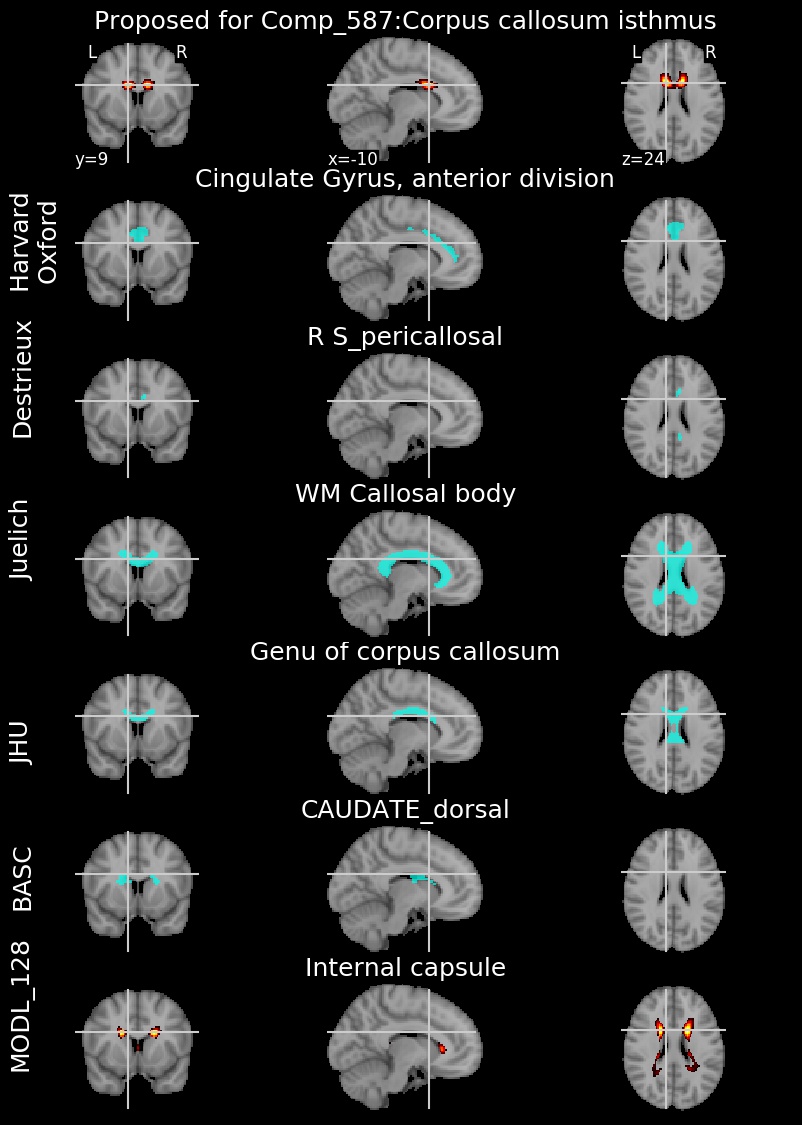 Proposed for Comp_587:Corpus callosum isthmus
L R L R
y=9 x=-10 z=24
Cingulate Gyrus, anterior division
Harvard
Oxford
R S_pericallosal
Destrieux
WM Callosal body
Juelich
Genu of corpus callosum
JHU
CAUDATE_dorsal
BASC
Internal capsule
MODL_128